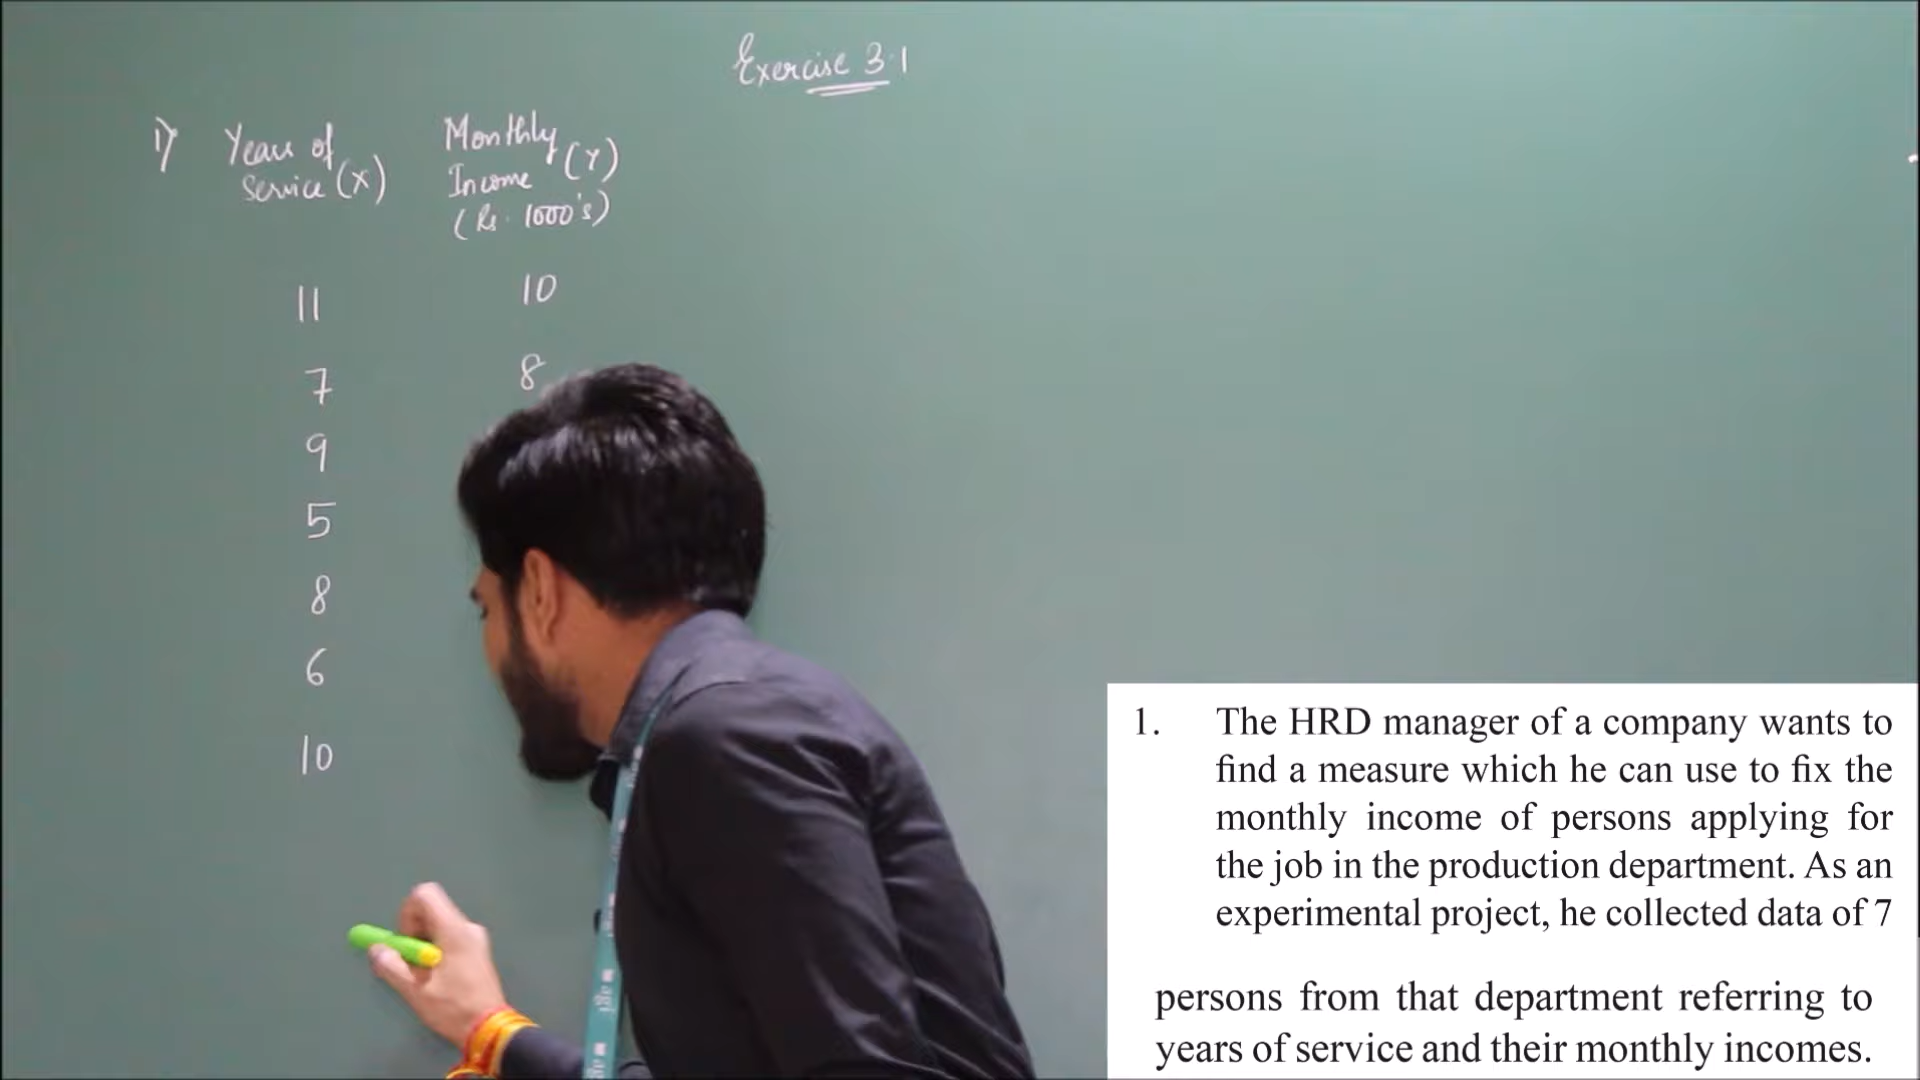 Exercise 3.1
1) Years of Service (X)
Monthly Income (Y)
(Rs. 1000's)
11 10
7 8
9
5
8
6
10
1. The HRD manager of a company wants to
find a measure which he can use to fix the
monthly income of persons applying for
the job in the production department. As an
experimental project, he collected data of 7
persons from that department referring to
years of service and their monthly incomes.